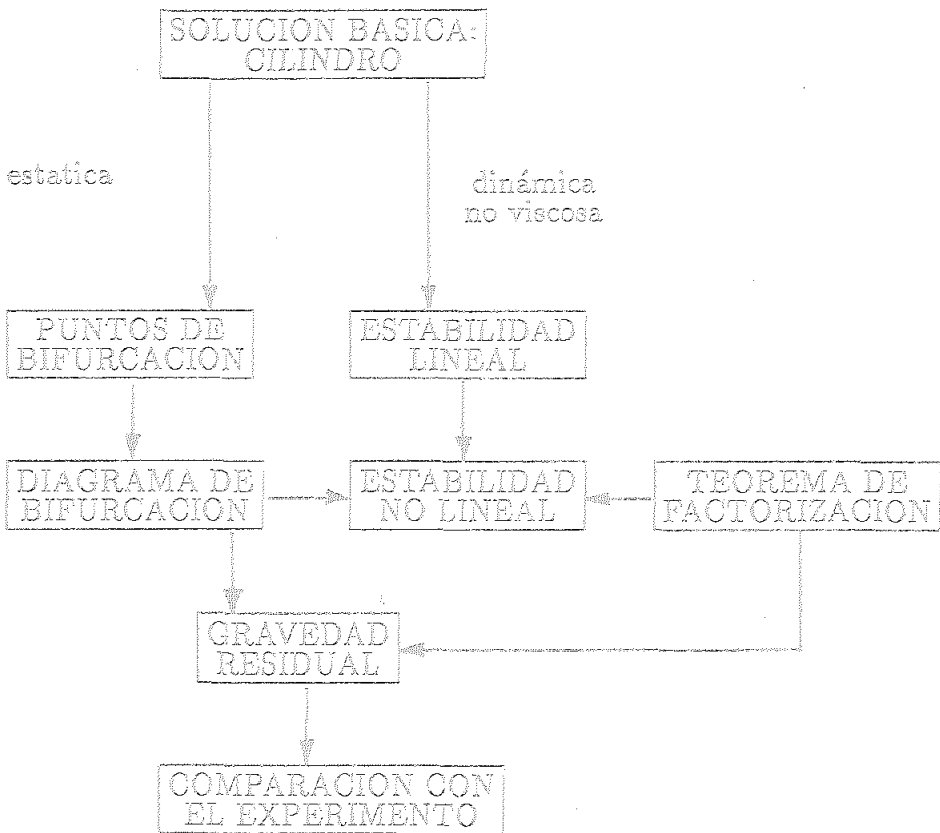 SOLUCION BASICA:
CILINDRO
estatica
dinámica
no viscosa
PUNTOS DE
BIFURCACION
ESTABILIDAD
LINEAL
DIAGRAMA DE
BIFURCACION
ESTABILIDAD
NO LINEAL
TEOREMA DE
FACTORIZACION
GRAVEDAD
RESIDUAL
COMPARACION CON
EL EXPERIMENTO